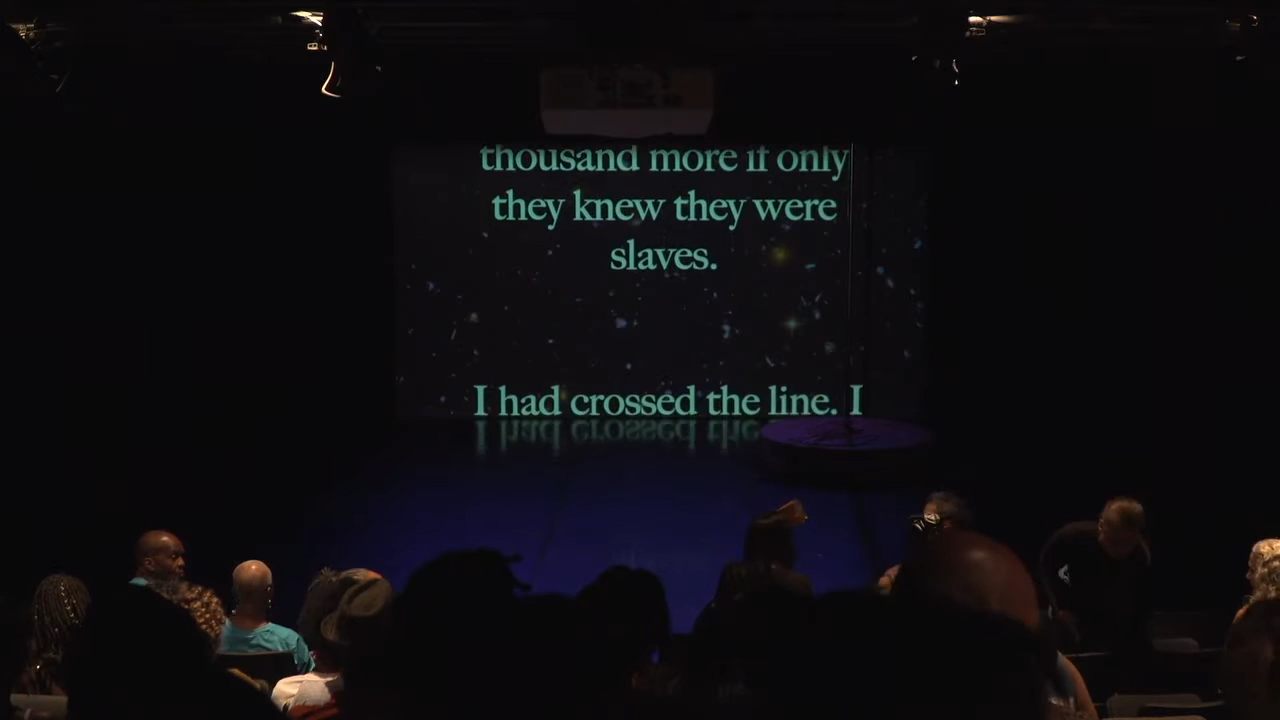 thousand more if only
they knew they were
slaves.
I had crossed the line. I